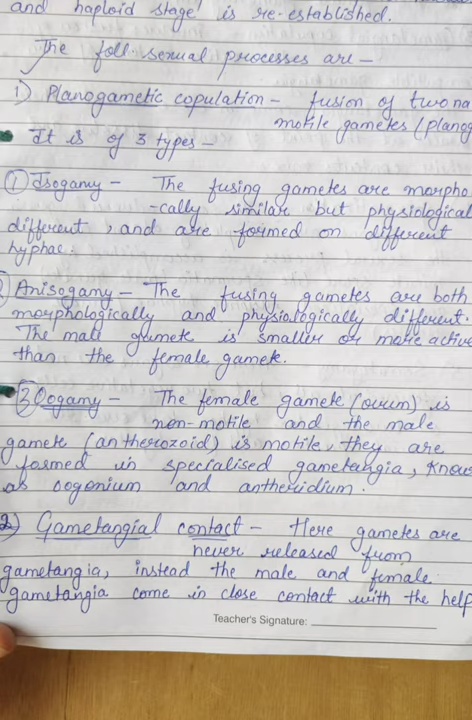 and haploid stage is re-established.
The foll. sexual processes are -
1) Planogametic copulation - fusion of two na
motile gametes (planog
It is of 3 types -
① Isogamy - The fusing gametes are morpho
-cally similar but physiological
different, and are formed on different
hyphae.
Anisogamy - The fusing gametes are both
morphologically and physiologically different.
The male gamete is smaller or more active
than the female gamete.
3 Oogamy - The female gamete (ovum) is
non-motile and the male
gamete (antherozoid) is motile, they are
formed in specialised gametangia, know
as oogenium and antheridium.
2) Gametangial contact - Here gametes are
never released from
gametangia, instead the male and female
gametangia come in close contact with the help
Teacher's Signature: